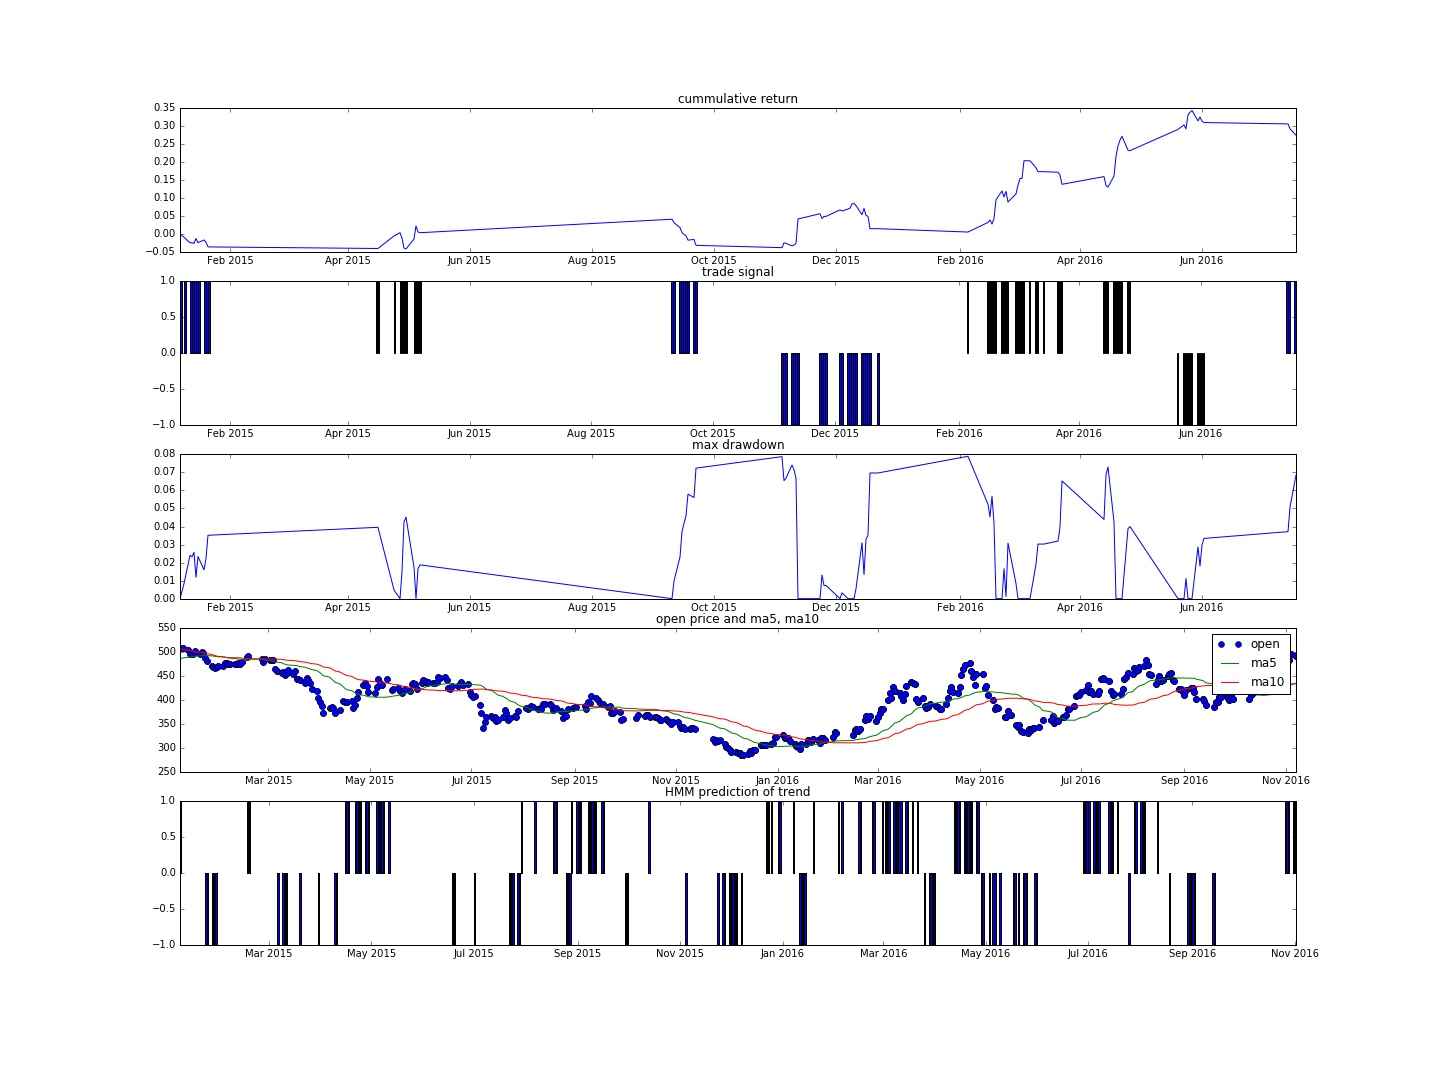 cummulative return
0.35
0.30
0.25
0.20
0.15
0.10
0.05
0.00
−0.05
Feb 2015 Apr 2015 Jun 2015 Aug 2015 Oct 2015 Dec 2015 Feb 2016 Apr 2016 Jun 2016
trade signal
1.0
0.5
0.0
−0.5
−1.0
Feb 2015 Apr 2015 Jun 2015 Aug 2015 Oct 2015 Dec 2015 Feb 2016 Apr 2016 Jun 2016
max drawdown
0.08
0.07
0.06
0.05
0.04
0.03
0.02
0.01
0.00
Feb 2015 Apr 2015 Jun 2015 Aug 2015 Oct 2015 Dec 2015 Feb 2016 Apr 2016 Jun 2016
open price and ma5, ma10
550
500
450
400
350
300
250
open
ma5
ma10
Mar 2015 May 2015 Jul 2015 Sep 2015 Nov 2015 Jan 2016 Mar 2016 May 2016 Jul 2016 Sep 2016 Nov 2016
HMM prediction of trend
1.0
0.5
0.0
−0.5
−1.0
Mar 2015 May 2015 Jul 2015 Sep 2015 Nov 2015 Jan 2016 Mar 2016 May 2016 Jul 2016 Sep 2016 Nov 2016